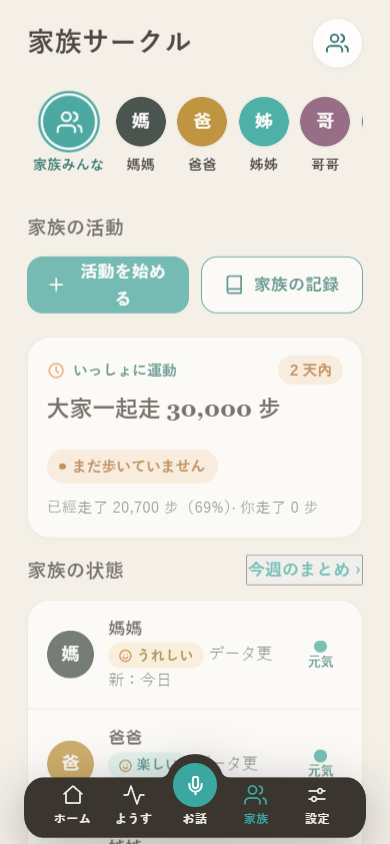 家族サークル
媽 爸 姊 哥
家族みんな 媽媽 爸爸 姊姊 哥哥
家族の活動
活動を始め
る
家族の記録
いっしょに運動 2 天內
大家一起走 30,000 步
まだ歩いていません
已經走了 20,700 步（69%）· 你走了 0 步
家族の状態 今週のまとめ ›
媽
媽媽
うれしい データ更
新：今日
元気
爸
爸爸
元気
ホーム ようす お話 家族 設定